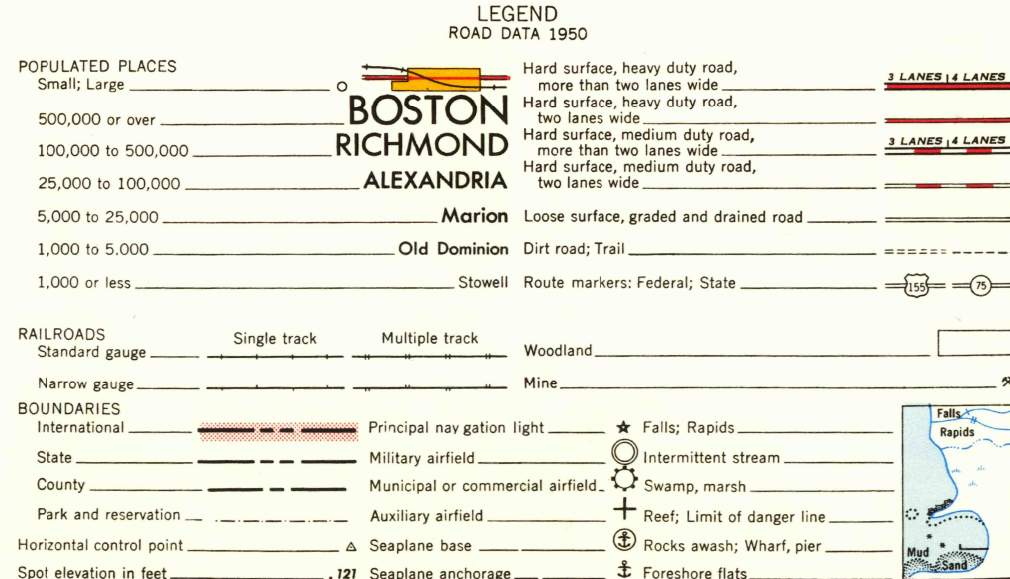 LEGEND
ROAD DATA 1950
POPULATED PLACES
Small; Large
500,000 or over BOSTON
100,000 to 500,000 RICHMOND
25,000 to 100,000 ALEXANDRIA
5,000 to 25,000 Marion
1,000 to 5.000 Old Dominion
1,000 or less Stowell
Hard surface, heavy duty road,
more than two lanes wide 3 LANES 4 LANES
Hard surface, heavy duty road,
two lanes wide
Hard surface, medium duty road,
more than two lanes wide 3 LANES 4 LANES
Hard surface, medium duty road,
two lanes wide
Loose surface, graded and drained road
Dirt road; Trail
Route markers: Federal; State 155 75
RAILROADS Single track Multiple track
Standard gauge
Narrow gauge
Woodland
Mine
BOUNDARIES
International
State
County
Park and reservation
Horizontal control point
Spot elevation in feet .121
Principal nav gation light
Military airfield
Municipal or commercial airfield
Auxiliary airfield
Seaplane base
Seaplane anchorage
Falls; Rapids
Intermittent stream
Swamp, marsh
Reef; Limit of danger line
Rocks awash; Wharf, pier
Foreshore flats
Falls
Rapids
Mud
Sand